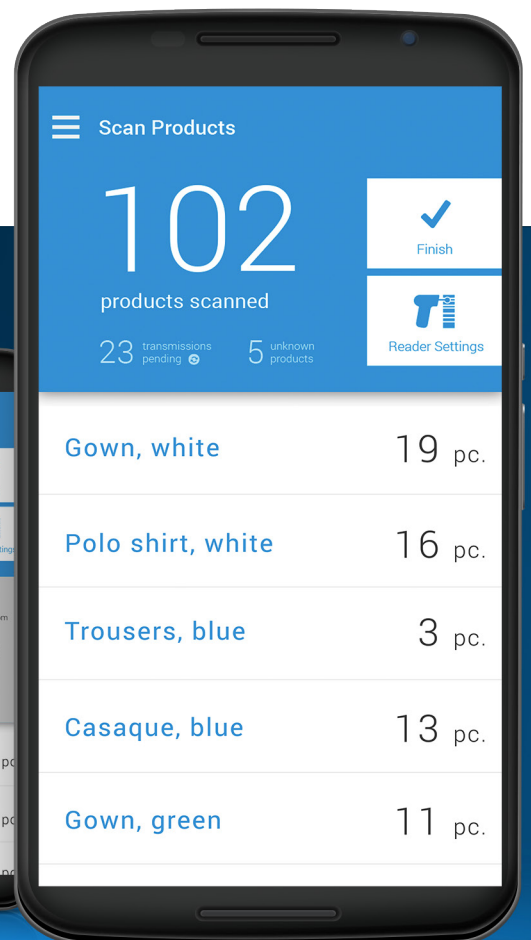 Scan Products
102
products scanned
Finish
Reader Settings
23 transmissions pending
5 unknown products
Gown, white 19 pc.
Polo shirt, white 16 pc.
Trousers, blue 3 pc.
Casaque, blue 13 pc.
Gown, green 11 pc.